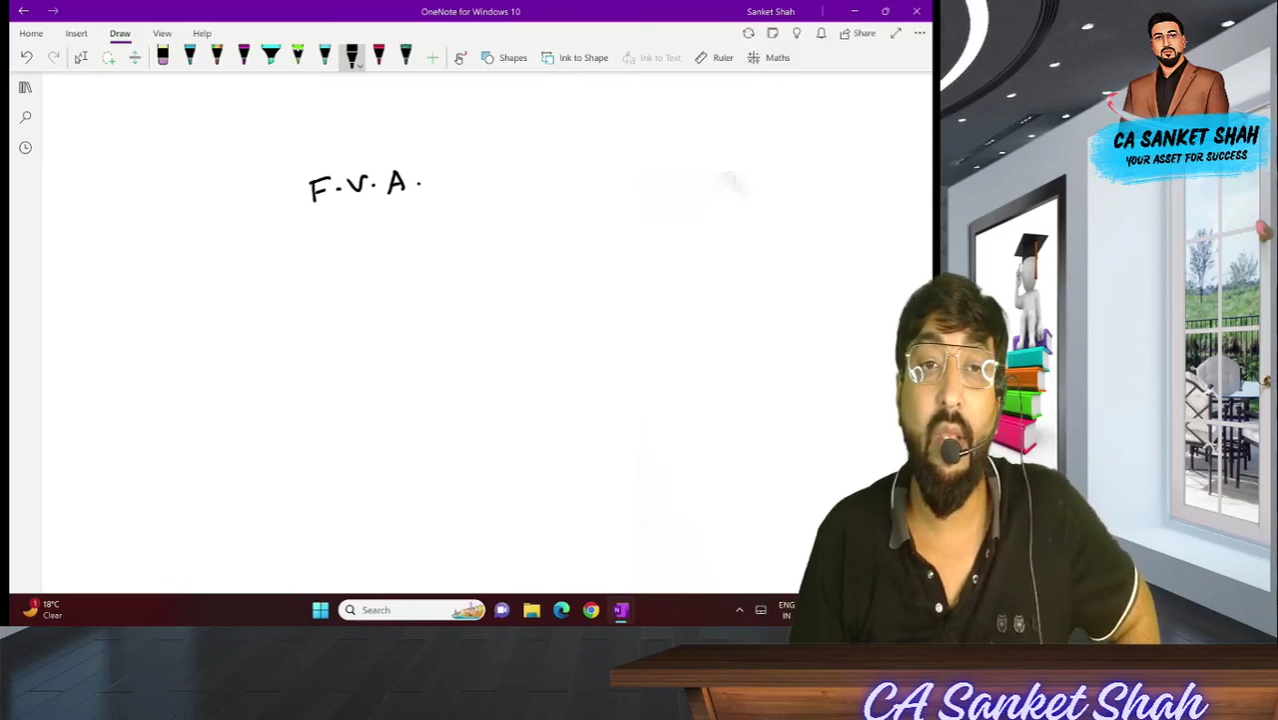 OneNote for Windows 10
Sanket Shah
Home Insert Draw View Help
Share
Shapes
Ink to Shape
Ink to Text
Ruler
Maths
F.V.A.
CA SANKET SHAH
YOUR ASSET FOR SUCCESS
1
18°C
Clear
Search
ENG
IN
CA Sanket Shah